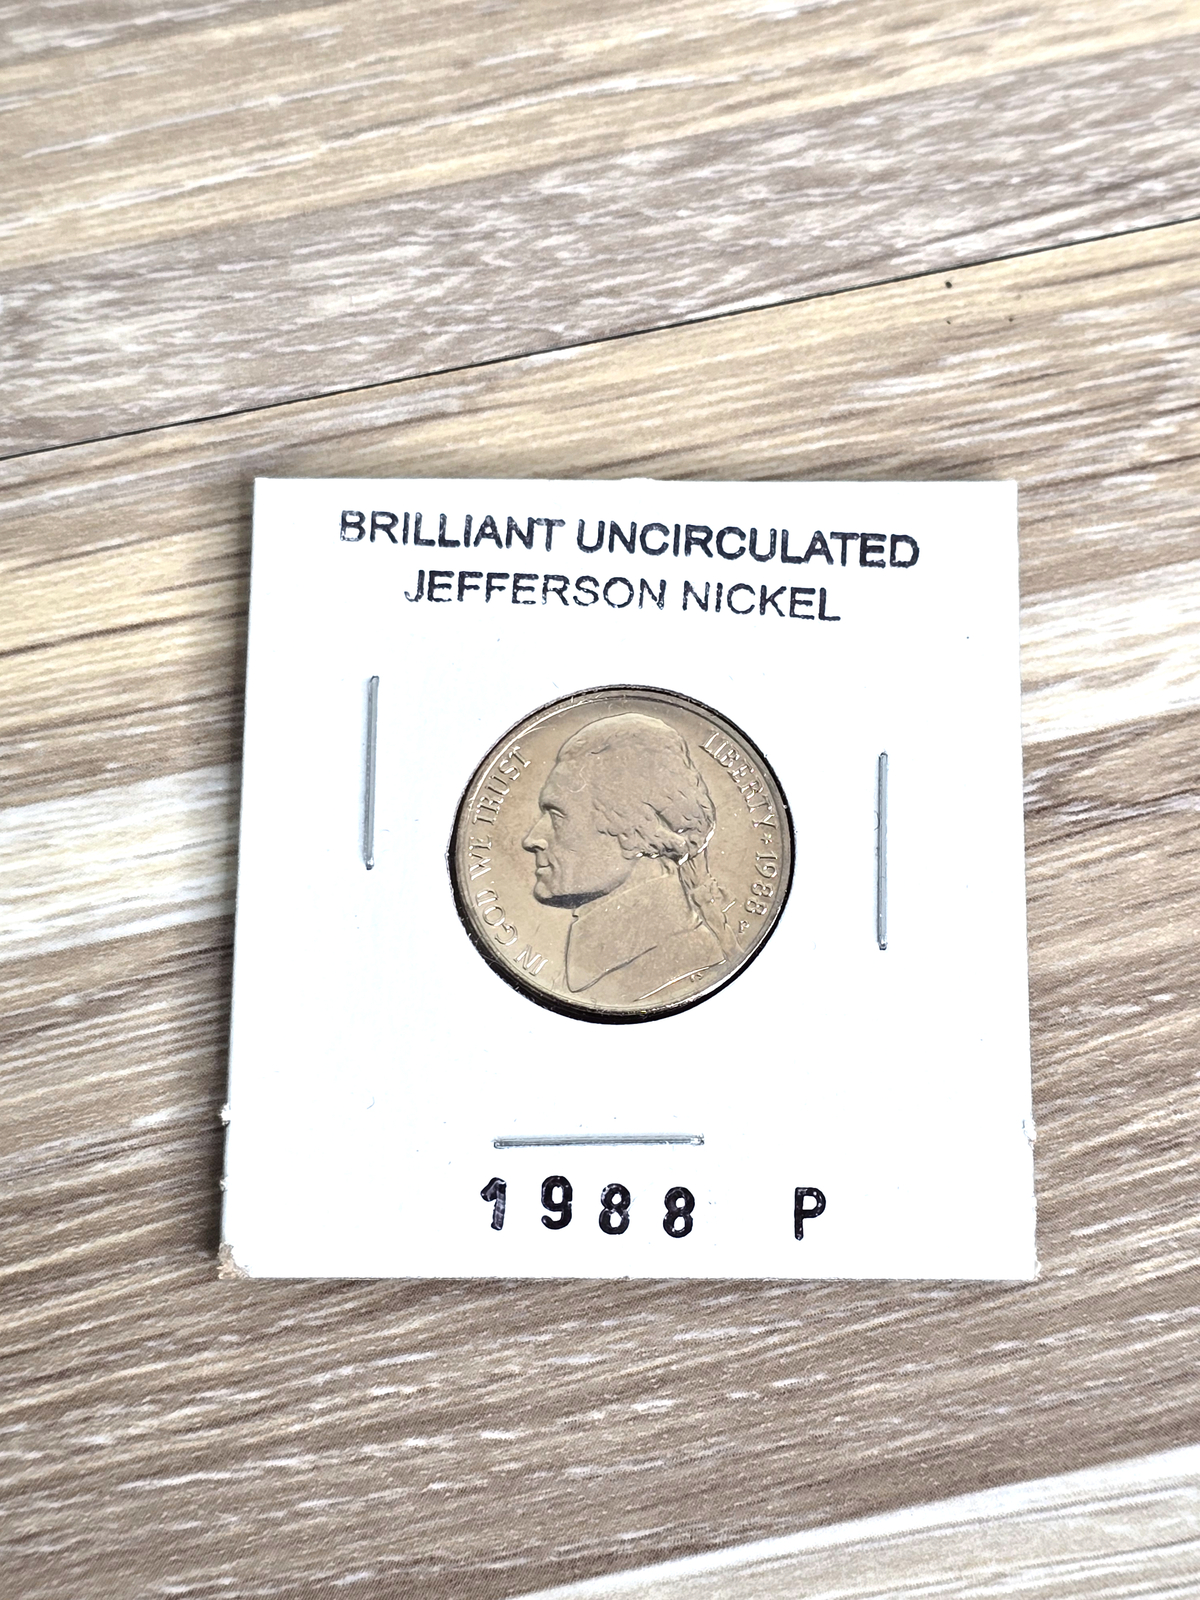 BRILLIANT UNCIRCULATED
JEFFERSON NICKEL
IN GOD WE TRUST
LIBERTY * 1988 P
1988 P